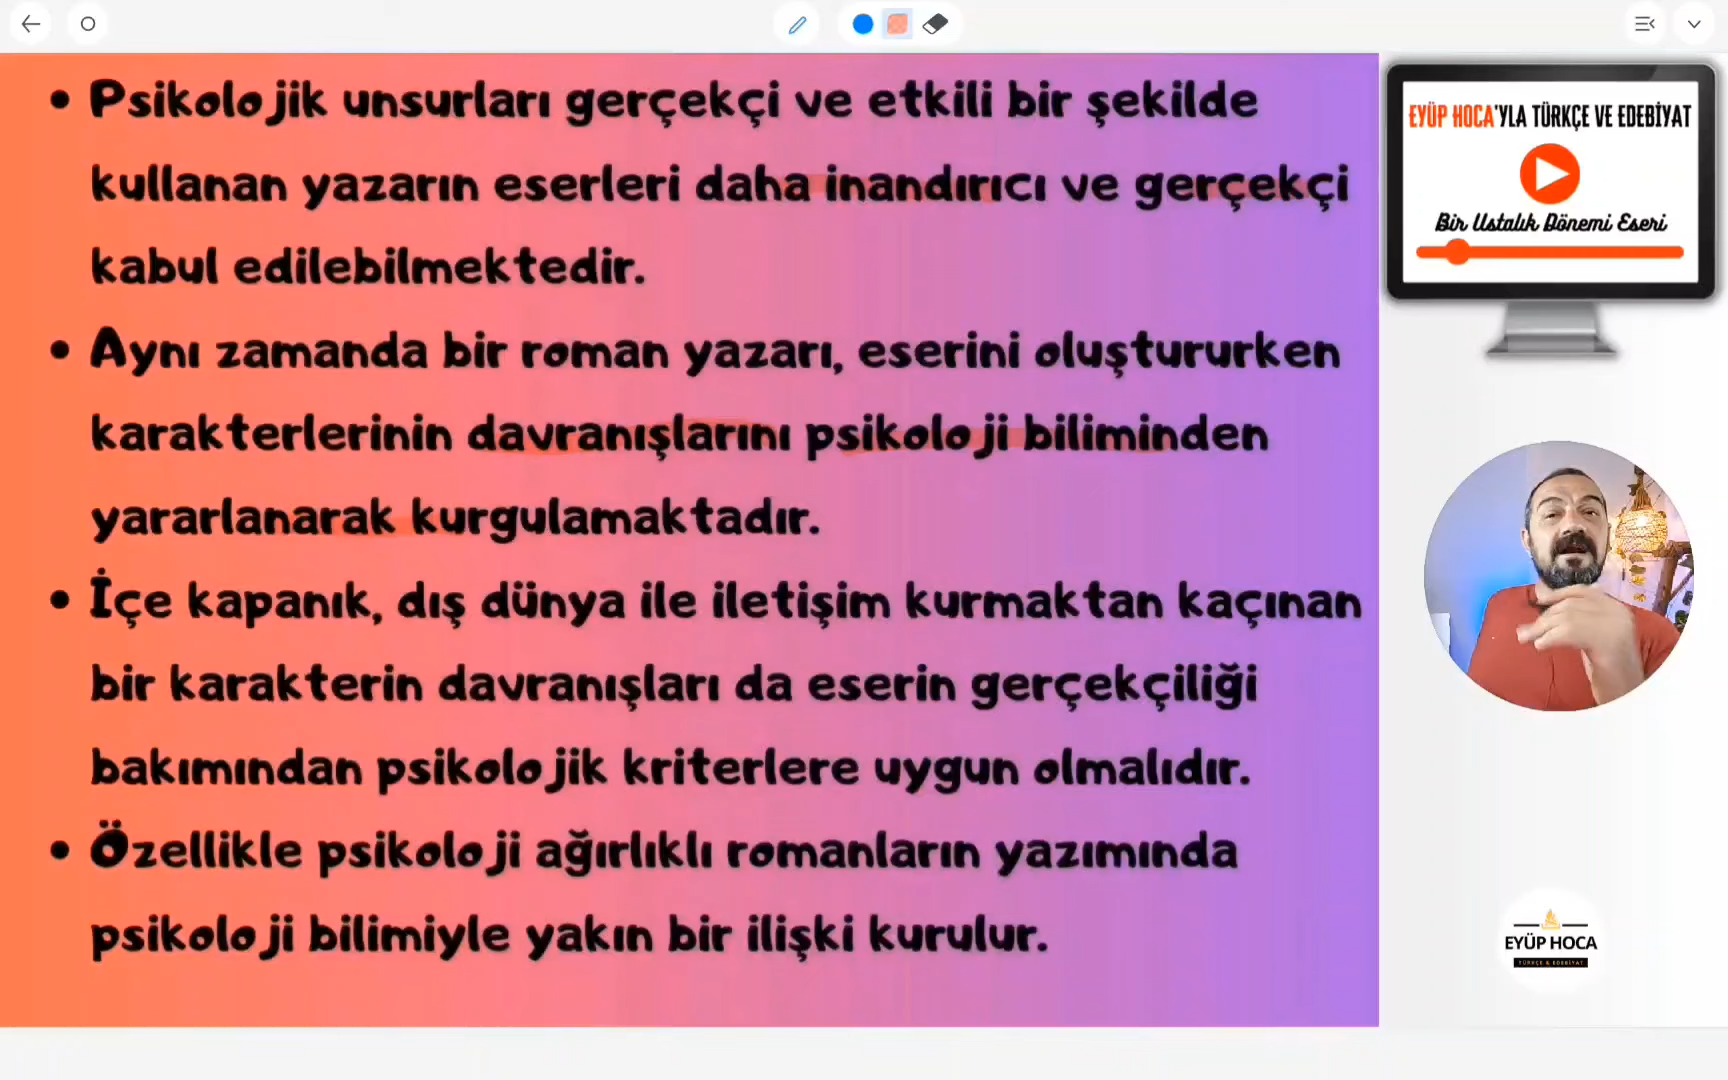 • Psikolojik unsurları gerçekçi ve etkili bir şekilde
kullanan yazarın eserleri daha inandırıcı ve gerçekçi
kabul edilebilmektedir.
• Aynı zamanda bir roman yazarı, eserini oluştururken
karakterlerinin davranışlarını psikoloji biliminden
yararlanarak kurgulamaktadır.
• İçe kapanık, dış dünya ile iletişim kurmaktan kaçınan
bir karakterin davranışları da eserin gerçekçiliği
bakımından psikolojik kriterlere uygun olmalıdır.
• Özellikle psikoloji ağırlıklı romanların yazımında
psikoloji bilimiyle yakın bir ilişki kurulur.
EYÜP HOCA'YLA TÜRKÇE VE EDEBİYAT
Bir Ustalık Dönemi Eseri
EYÜP HOCA
TÜRKÇE & EDEBİYAT